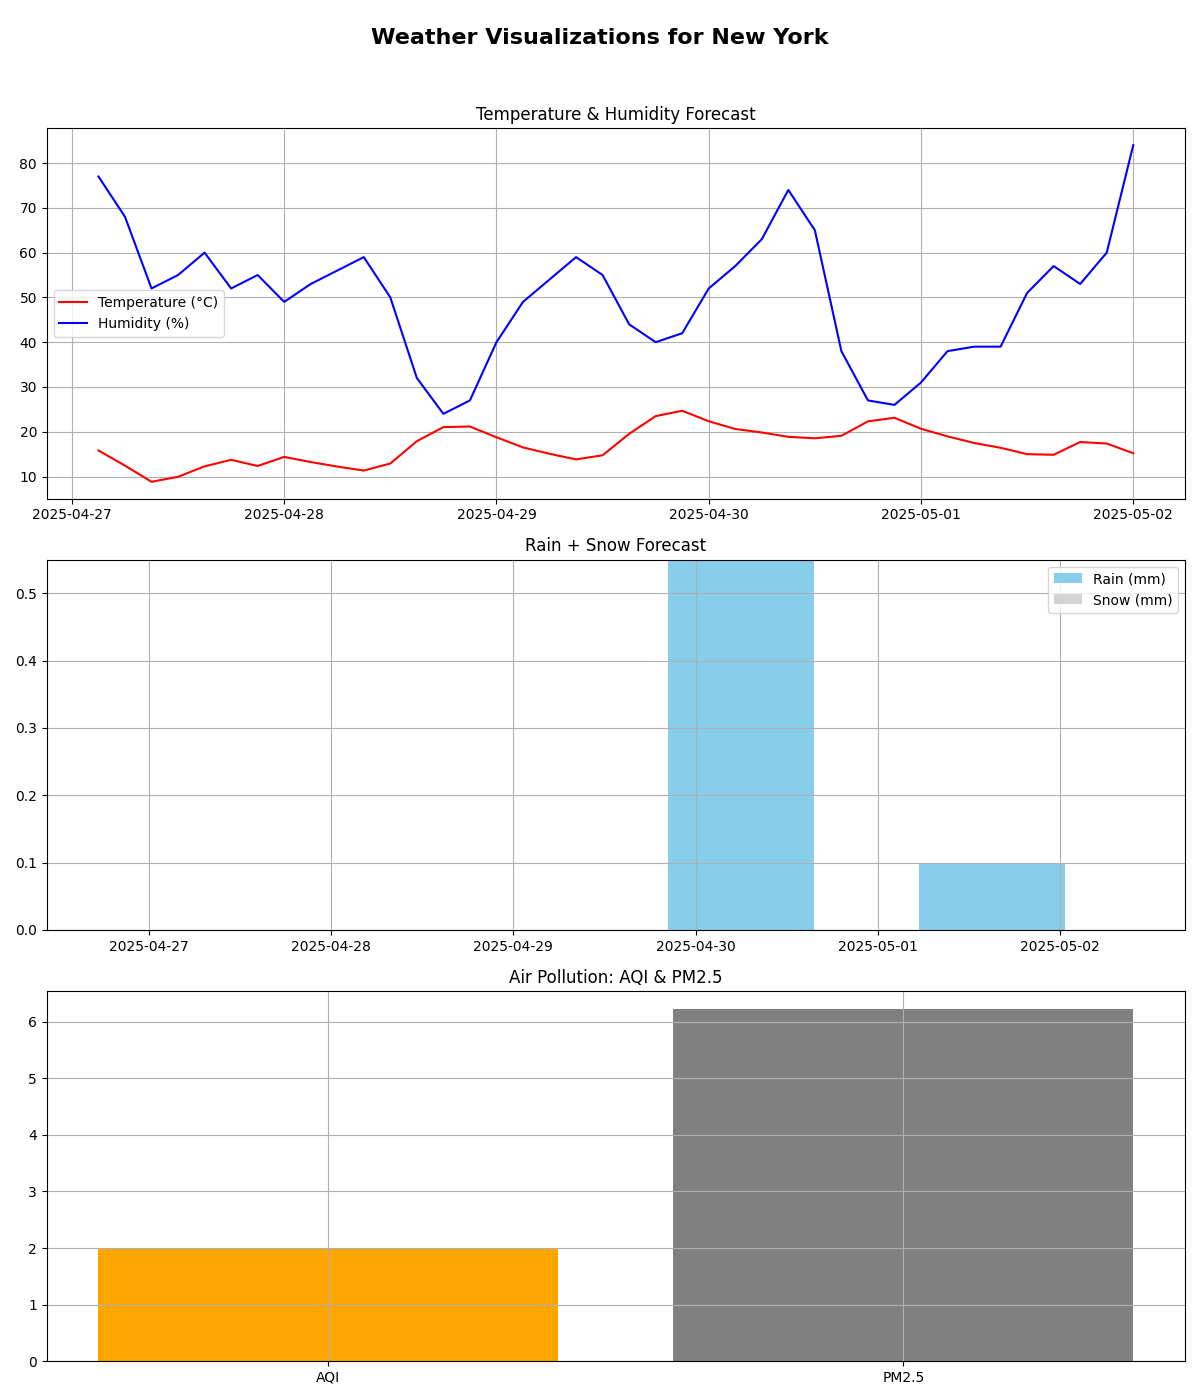 Weather Visualizations for New York
Temperature & Humidity Forecast
80
70
60
50
40
30
20
10
Temperature (°C)
Humidity (%)
2025-04-27 2025-04-28 2025-04-29 2025-04-30 2025-05-01 2025-05-02
Rain + Snow Forecast
0.5
0.4
0.3
0.2
0.1
0.0
Rain (mm)
Snow (mm)
2025-04-27 2025-04-28 2025-04-29 2025-04-30 2025-05-01 2025-05-02
Air Pollution: AQI & PM2.5
6
5
4
3
2
1
0
AQI PM2.5